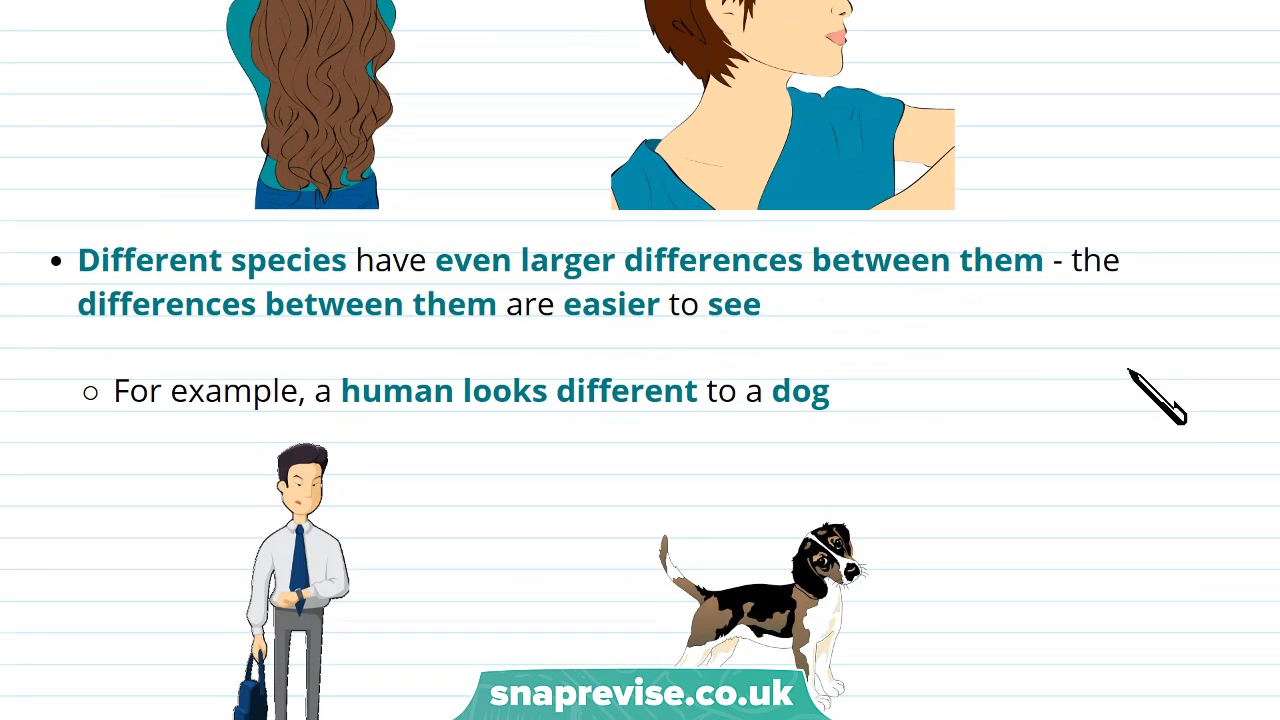 • Different species have even larger differences between them - the
differences between them are easier to see
○ For example, a human looks different to a dog
snaprevise.co.uk